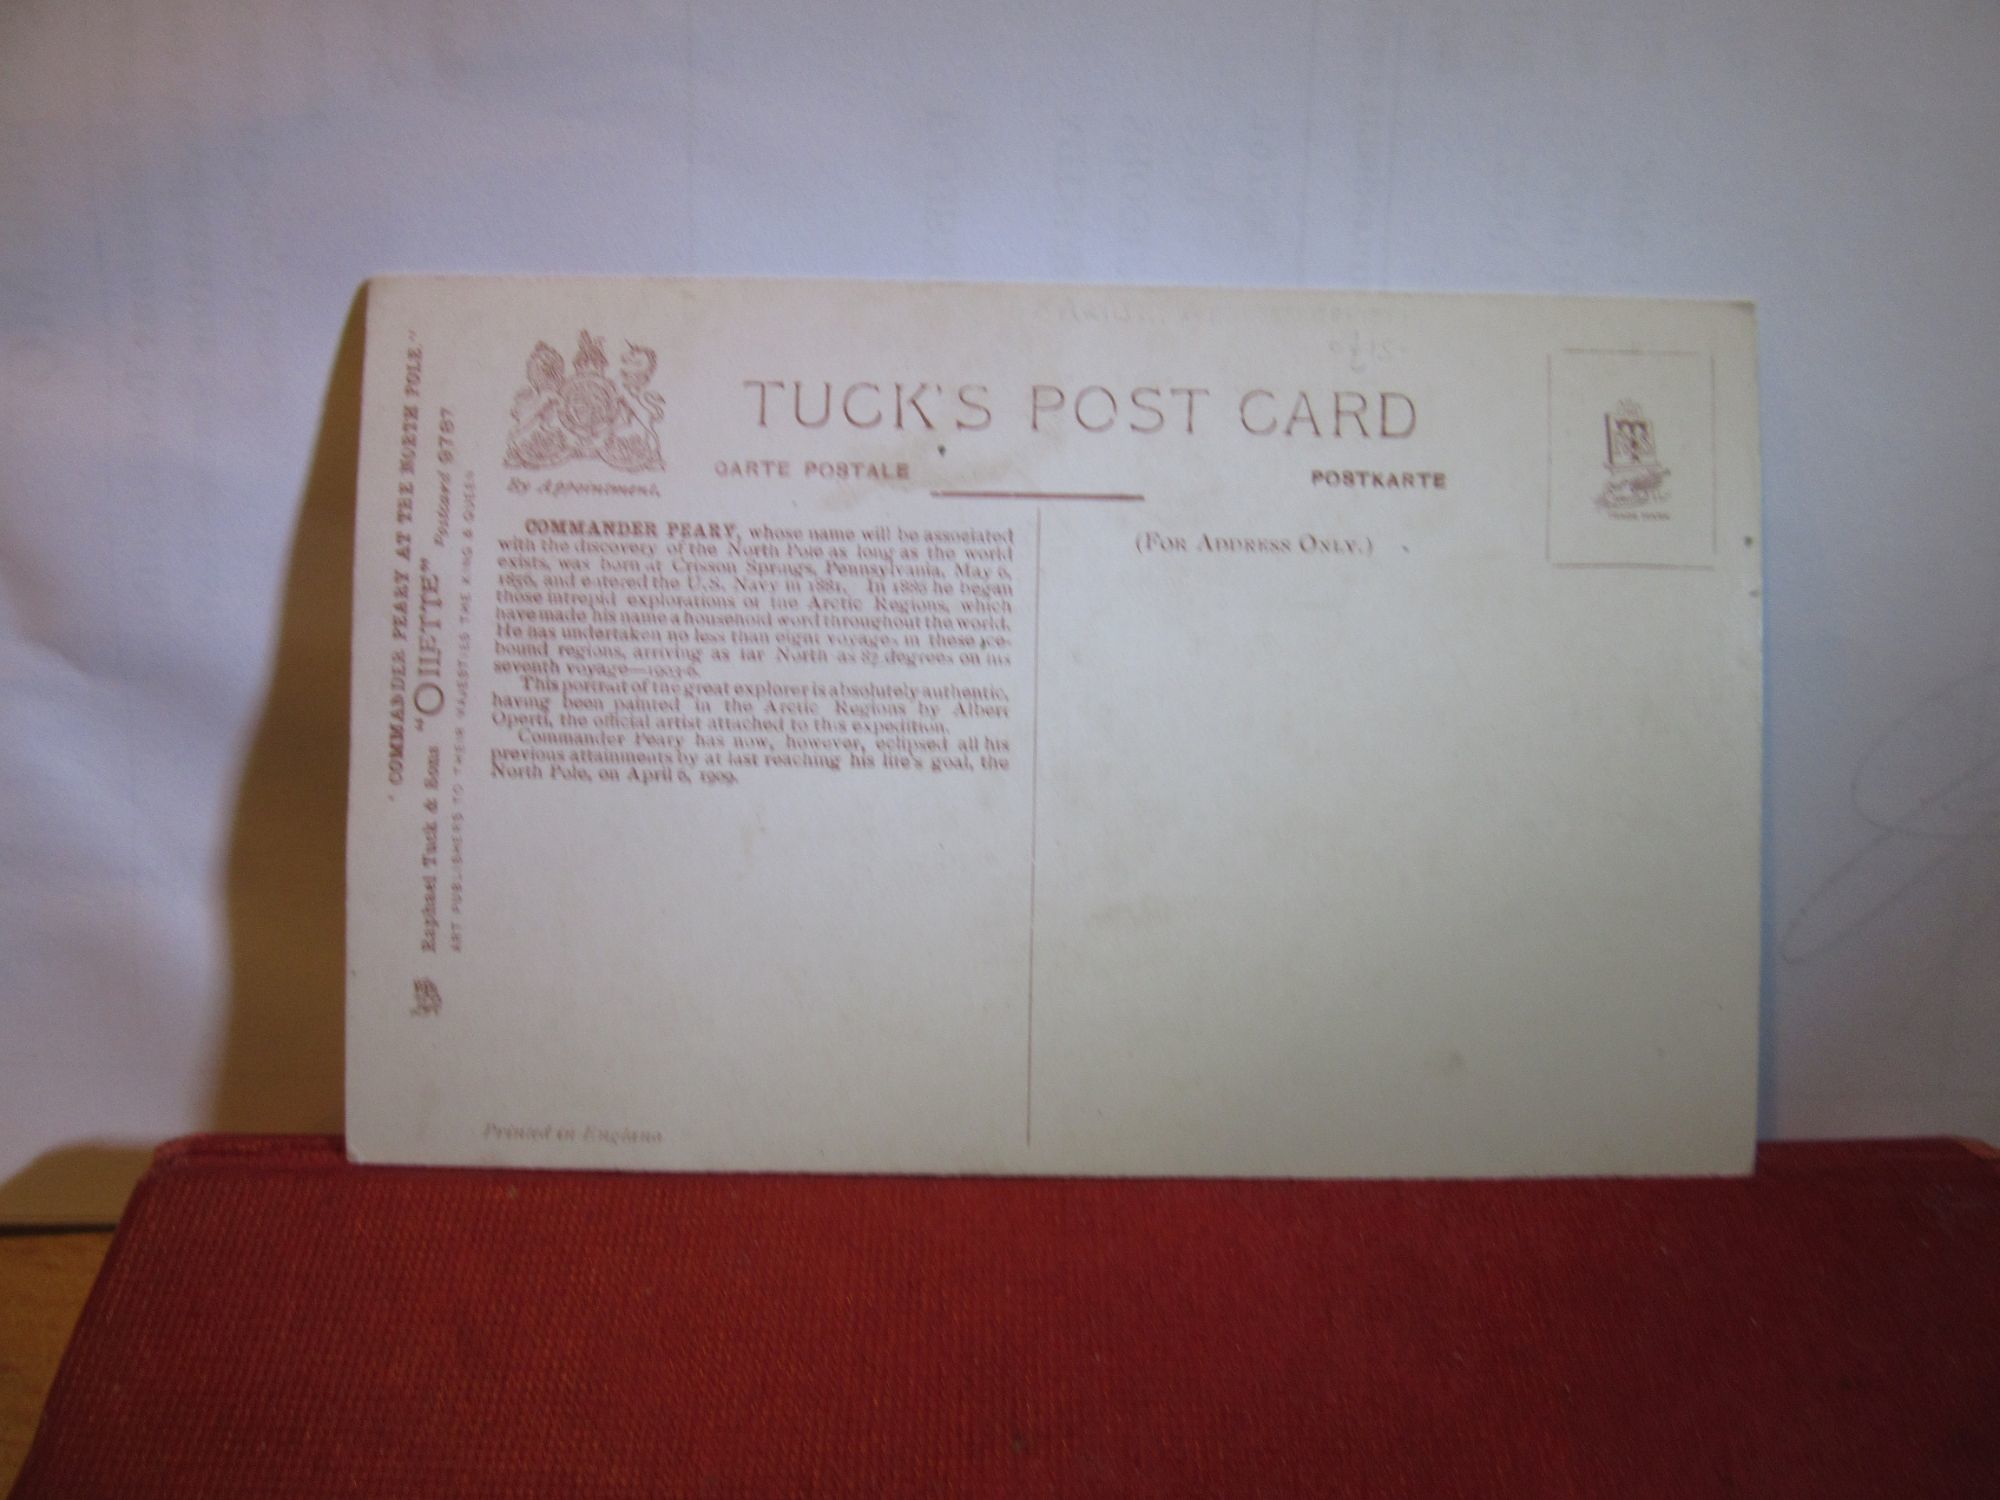 TUCK'S POST CARD
CARTE POSTALE
POSTKARTE
By Appointment.
(FOR ADDRESS ONLY.)
COMMANDER PEARY, whose name will be associated
with the discovery of the North Pole as long as the world
exists, was born at Crisson Springs, Pennsylvania, May 6,
1856, and entered the U.S. Navy in 1881. In 1886 he began
those intrepid explorations of the Arctic Regions, which
have made his name a household word throughout the world.
He has undertaken no less than eight voyages in these ice-
bound regions, arriving as far North as 87 degrees on his
seventh voyage—1903-6.
This portrait of the great explorer is absolutely authentic,
having been painted in the Arctic Regions by Albert
Operti, the official artist attached to this expedition.
Commander Peary has now, however, eclipsed all his
previous attainments by at last reaching his life's goal, the
North Pole, on April 6, 1909.
Printed in England
"COMMANDER PEARY AT THE NORTH POLE."
Raphael Tuck & Sons "OILETTE" Postcard 9787
ART PUBLISHERS TO THEIR MAJESTIES THE KING & QUEEN
TRADE MARK